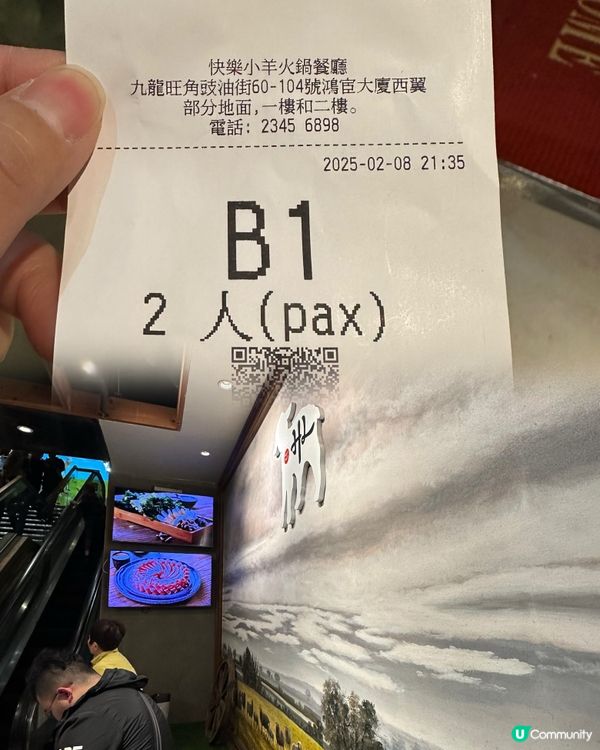 快樂小羊火鍋餐廳
九龍旺角豉油街60-104號鴻宦大廈西翼
部分地面,一樓和二樓。
電話: 2345 6898
2025-02-08 21:35
B1
2 人(pax)
U Community